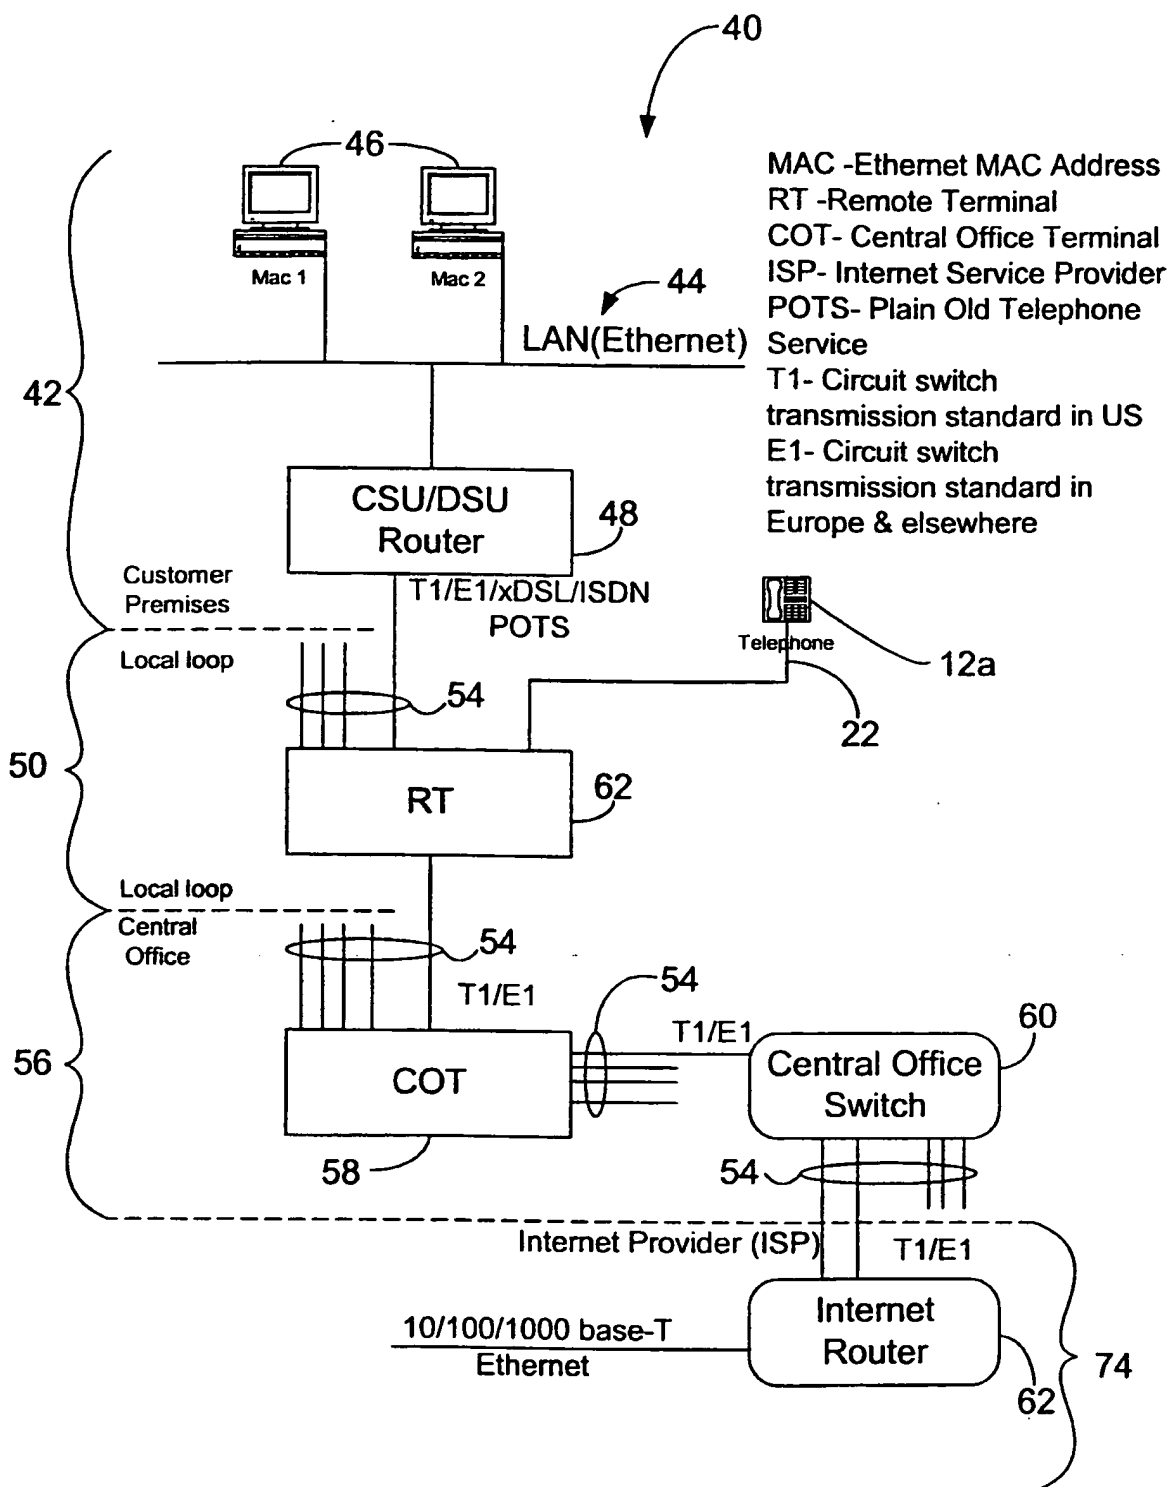 40
46
Mac 1
Mac 2
44
LAN(Ethernet)
MAC -Ethernet MAC Address
RT -Remote Terminal
COT- Central Office Terminal
ISP- Internet Service Provider
POTS- Plain Old Telephone
Service
T1- Circuit switch
transmission standard in US
E1- Circuit switch
transmission standard in
Europe & elsewhere
42
CSU/DSU
Router
48
Customer
Premises
T1/E1/xDSL/ISDN
POTS
Telephone
12a
22
Local loop
54
50
RT
62
Local loop
Central
Office
54
T1/E1
54
T1/E1
60
56
COT
58
Central Office
Switch
54
Internet Provider (ISP)
T1/E1
10/100/1000 base-T
Ethernet
Internet
Router
62
74